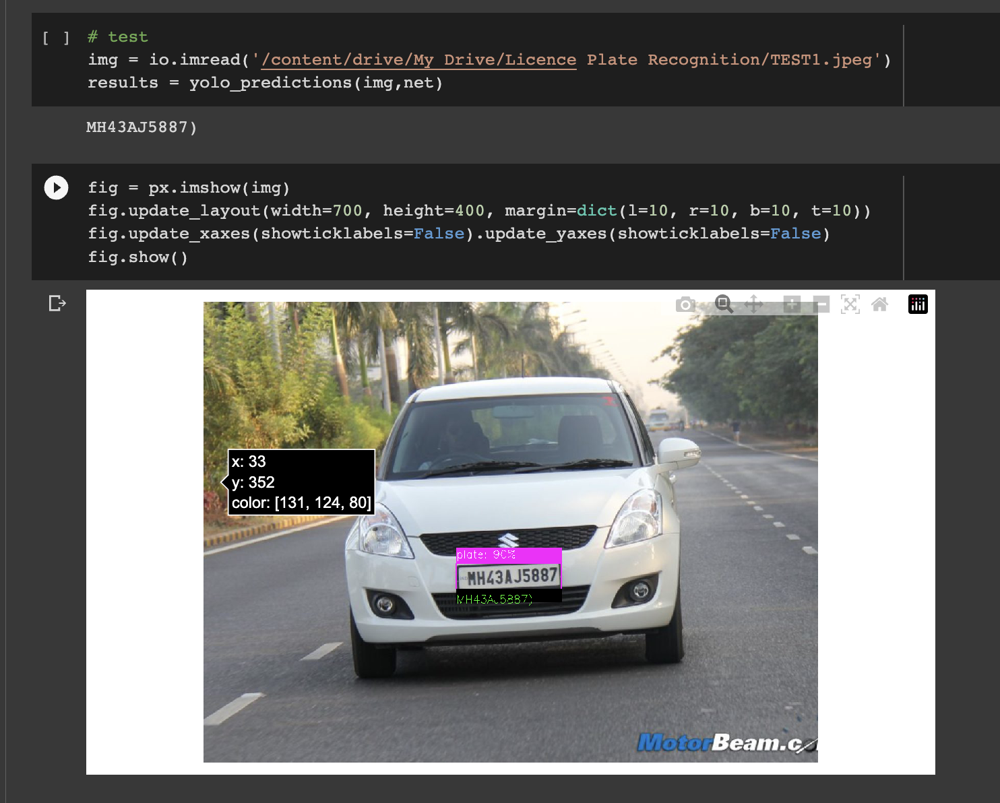 [ ] # test
img = io.imread('/content/drive/My Drive/Licence Plate Recognition/TEST1.jpeg')
results = yolo_predictions(img,net)
MH43AJ5887)
fig = px.imshow(img)
fig.update_layout(width=700, height=400, margin=dict(l=10, r=10, b=10, t=10))
fig.update_xaxes(showticklabels=False).update_yaxes(showticklabels=False)
fig.show()
x: 33
y: 352
color: [131, 124, 80]
plate: 90%
IND MH43AJ5887
MH43AJ5887)
MotorBeam.co